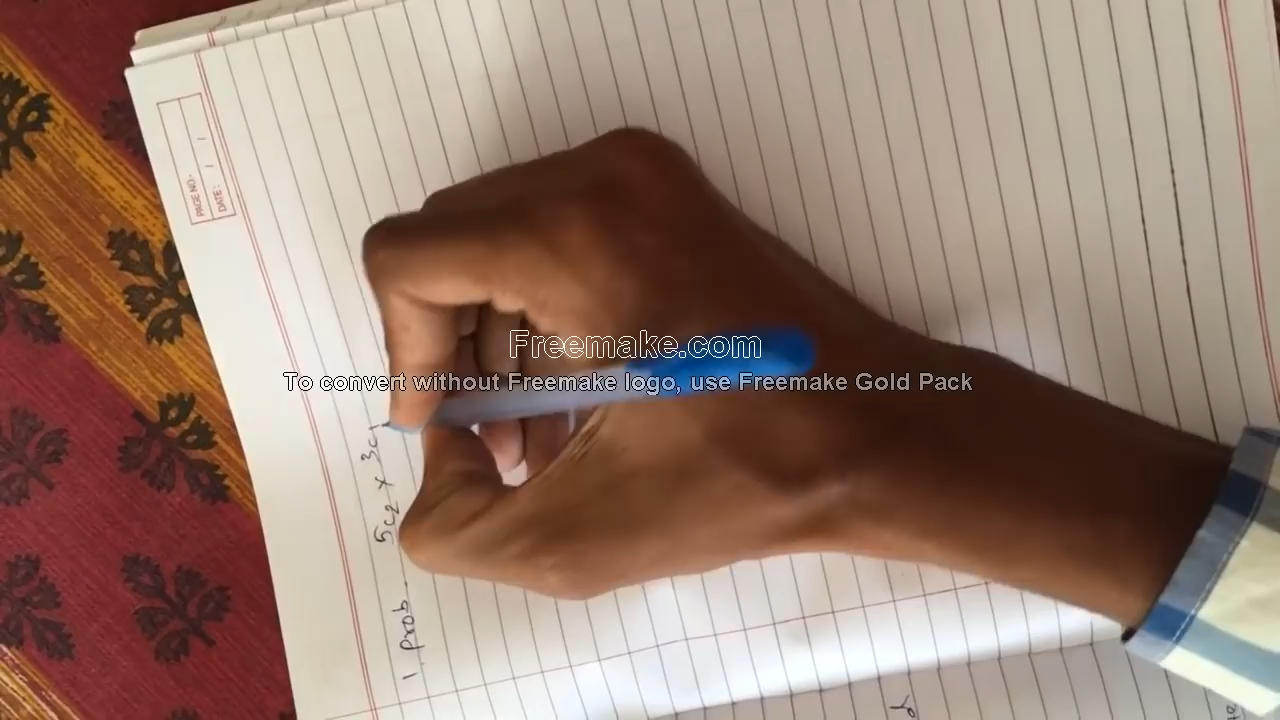 PAGE NO.
DATE: / /
1. Prob. 5c2 x 3c1
Freemake.com
To convert without Freemake logo, use Freemake Gold Pack